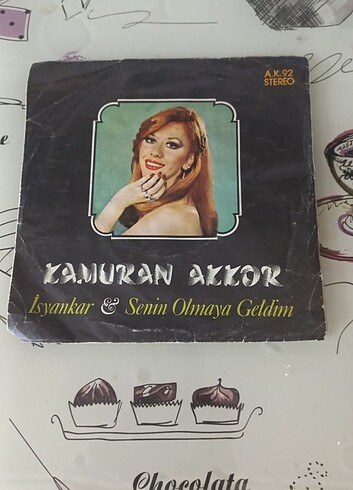 A.K.92
STEREO
KAMURAN AKKOR
İsyankar & Senin Olmaya Geldim
Chocolata